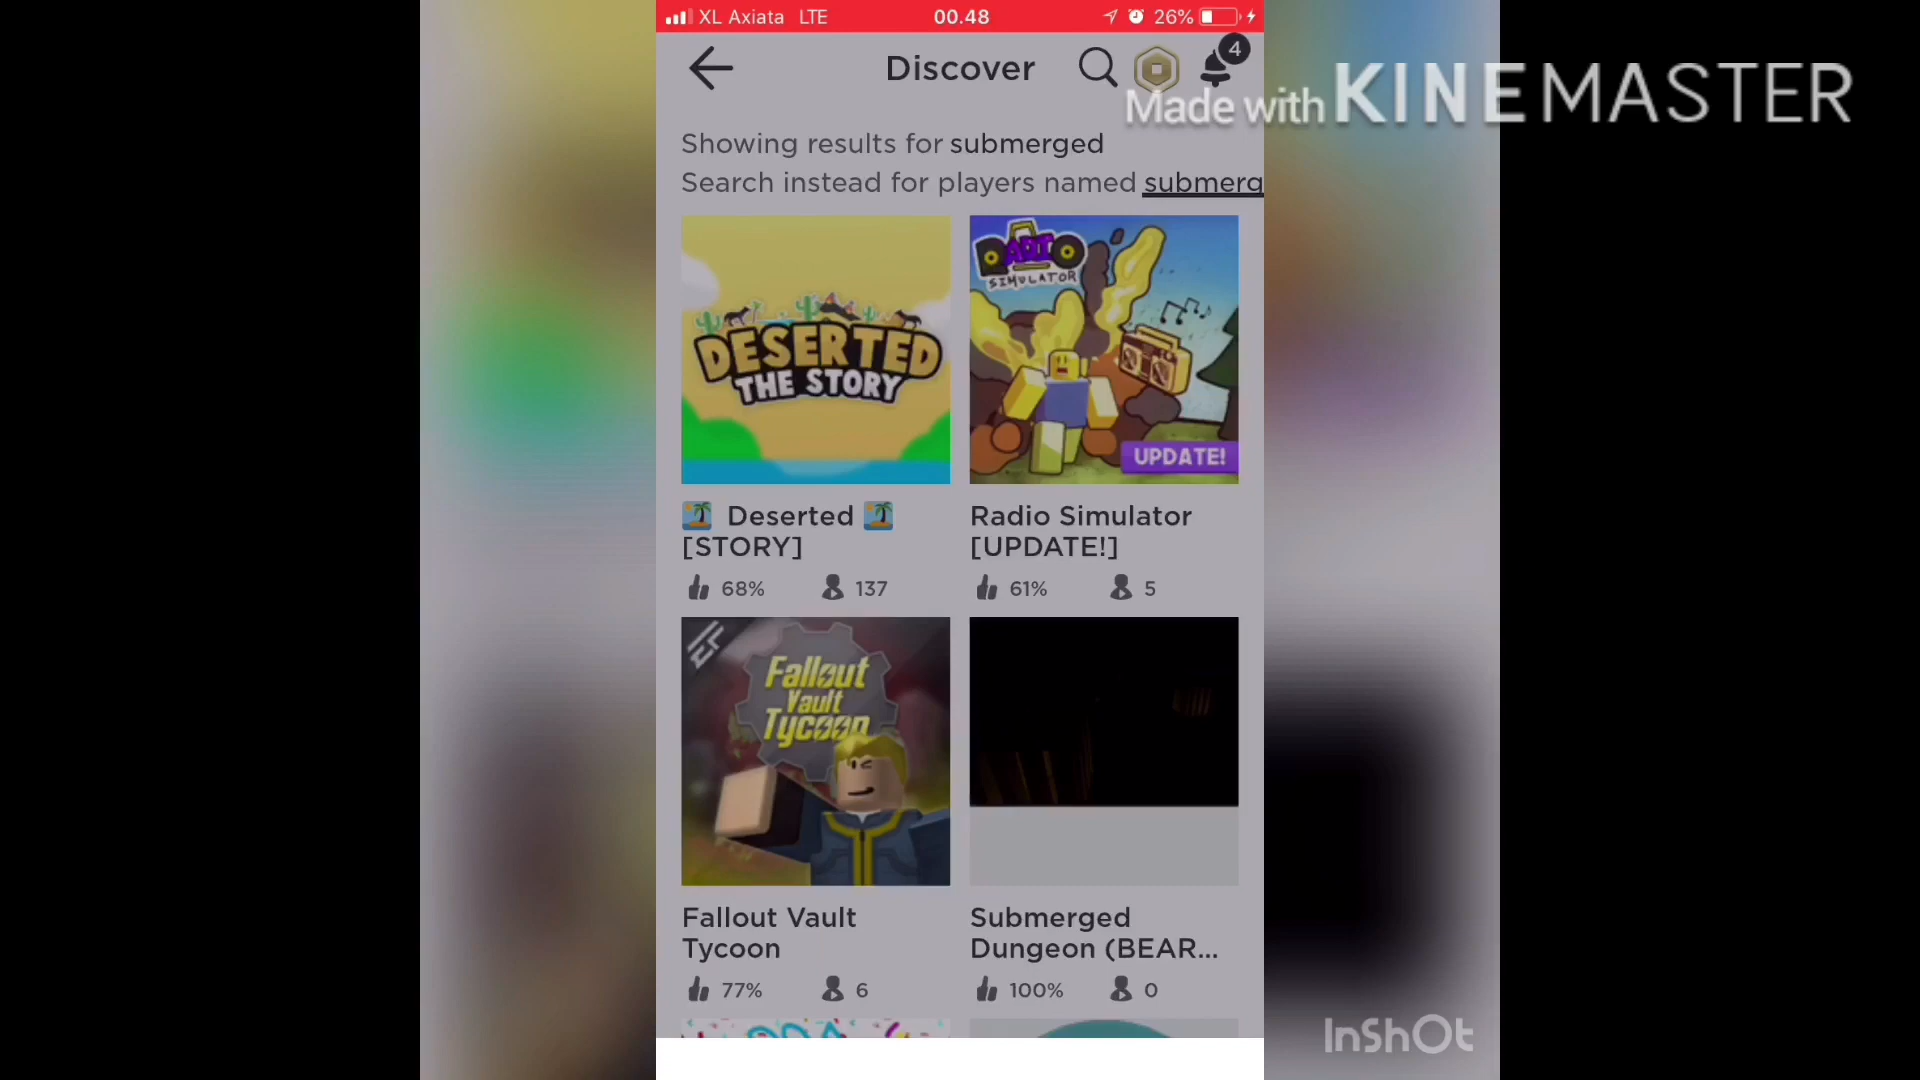 XL Axiata LTE 00.48 26%
Discover
4
Made with KINEMASTER
Showing results for submerged
Search instead for players named submerg
DESERTED
THE STORY
RADIO
SIMULATOR
UPDATE!
Deserted
[STORY]
68% 137
Radio Simulator
[UPDATE!]
61% 5
Fallout
Vault
Tycoon
Fallout Vault
Tycoon
77% 6
Submerged
Dungeon (BEAR...
100% 0
InShOt